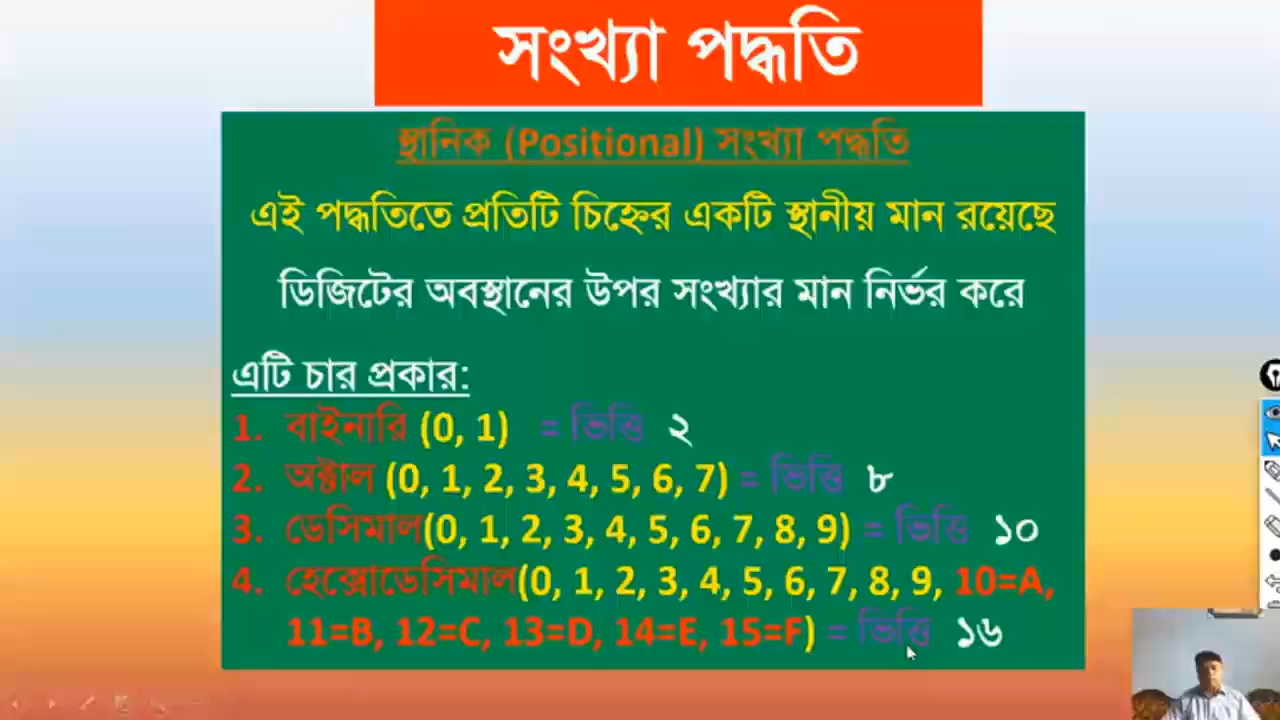 সংখ্যা পদ্ধতি
স্থানিক (Positional) সংখ্যা পদ্ধতি
এই পদ্ধতিতে প্রতিটি চিহ্নের একটি স্থানীয় মান রয়েছে
ডিজিটের অবস্থানের উপর সংখ্যার মান নির্ভর করে
এটি চার প্রকার:
1. বাইনারি (0, 1) = ভিত্তি ২
2. অক্টাল (0, 1, 2, 3, 4, 5, 6, 7) = ভিত্তি ৮
3. ডেসিমাল(0, 1, 2, 3, 4, 5, 6, 7, 8, 9) = ভিত্তি ১০
4. হেক্সোডেসিমাল(0, 1, 2, 3, 4, 5, 6, 7, 8, 9, 10=A,
11=B, 12=C, 13=D, 14=E, 15=F) = ভিত্তি ১৬